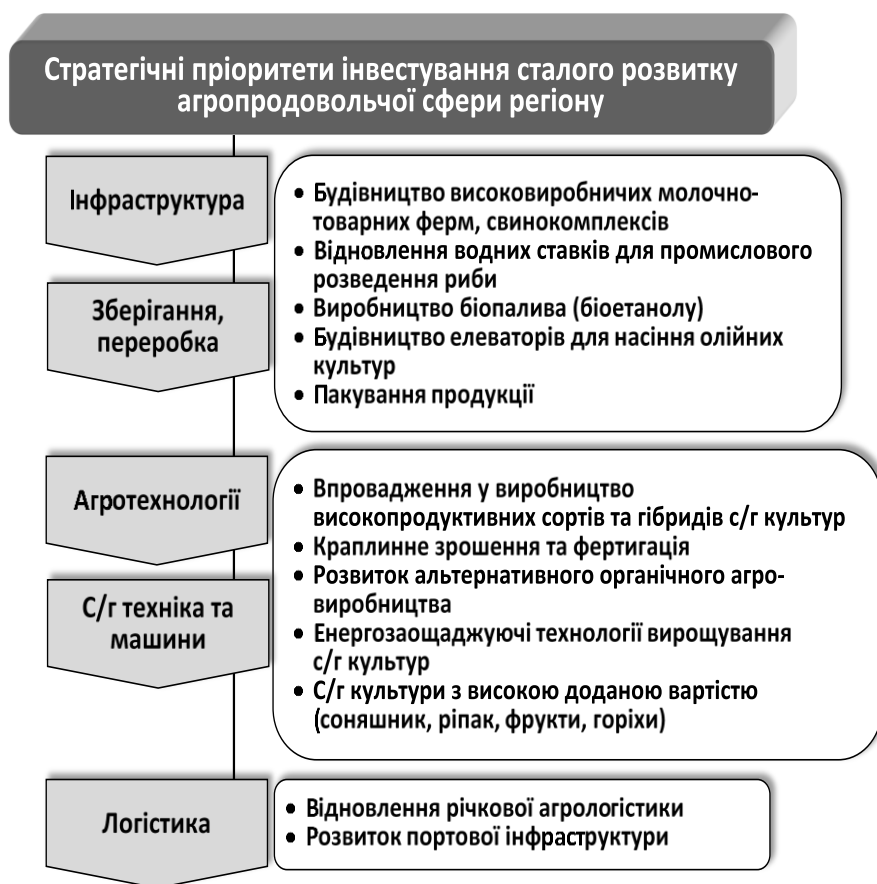 Стратегічні пріоритети інвестування сталого розвитку
агропродовольчої сфери регіону
Інфраструктура
Зберігання,
переробка
• Будівництво високовиробничих молочно-
товарних ферм, свинокомплексів
• Відновлення водних ставків для промислового
розведення риби
• Виробництво біопалива (біоетанолу)
• Будівництво елеваторів для насіння олійних
культур
• Пакування продукції
Агротехнології
С/г техніка та
машини
• Впровадження у виробництво
високопродуктивних сортів та гібридів с/г культур
• Краплинне зрошення та фертигація
• Розвиток альтернативного органічного агро-
виробництва
• Енергозаощаджуючі технології вирощування
с/г культур
• С/г культури з високою доданою вартістю
(соняшник, ріпак, фрукти, горіхи)
Логістика
• Відновлення річкової агрологістики
• Розвиток портової інфраструктури